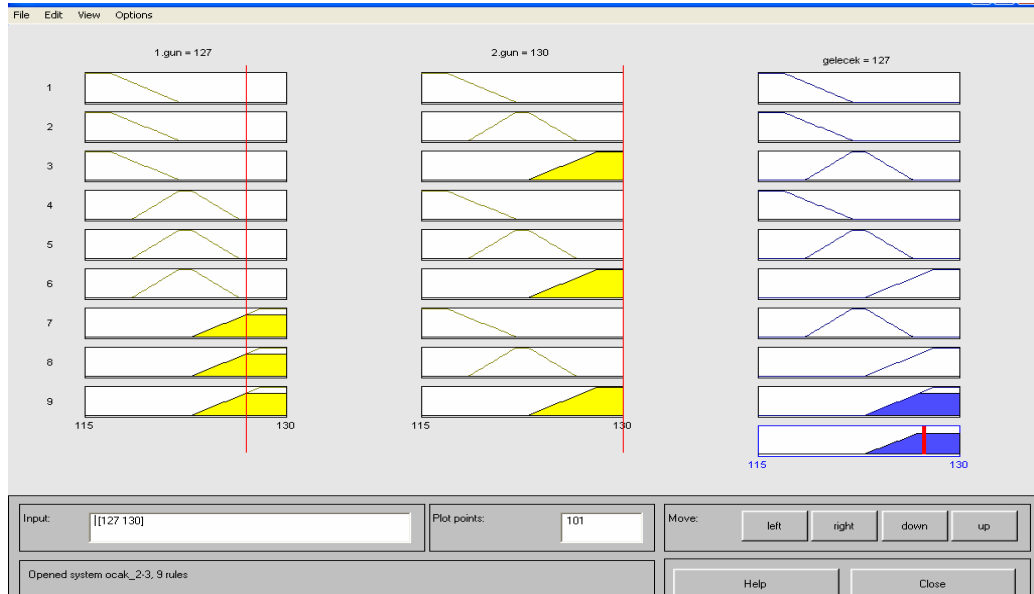 File Edit View Options
1.gun = 127 2.gun = 130 gelecek = 127
1
2
3
4
5
6
7
8
9
115 130 115 130
115 130
Input: [127 130] Plot points: 101 Move: left right down up
Opened system ocak_2-3, 9 rules Help Close